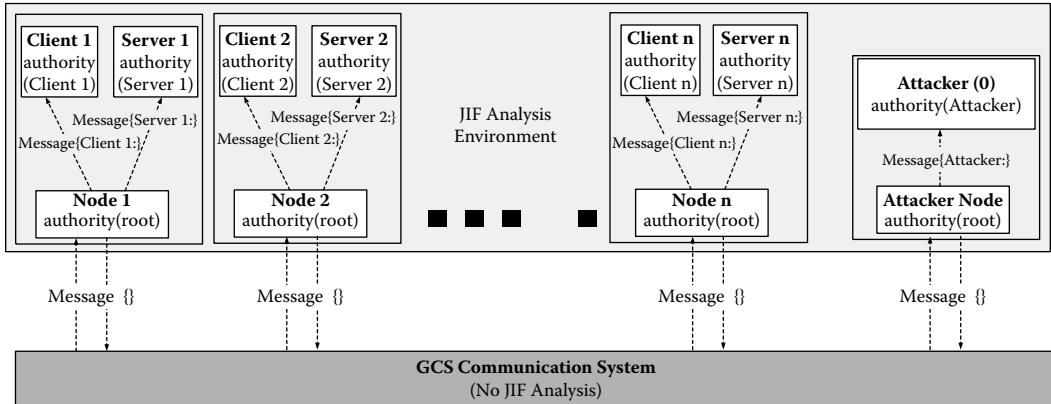 Client 1
authority
(Client 1)
Server 1
authority
(Server 1)
Message{Server 1:}
Message{Client 1:}
Node 1
authority(root)
Client 2
authority
(Client 2)
Server 2
authority
(Server 2)
Message{Server 2:}
Message{Client 2:}
Node 2
authority(root)
JIF Analysis
Environment
Client n
authority
(Client n)
Server n
authority
(Server n)
Message{Server n:}
Message{Client n:}
Node n
authority(root)
Attacker (0)
authority(Attacker)
Message{Attacker:}
Attacker Node
authority(root)
Message {}
Message {}
Message {}
Message {}
GCS Communication System
(No JIF Analysis)